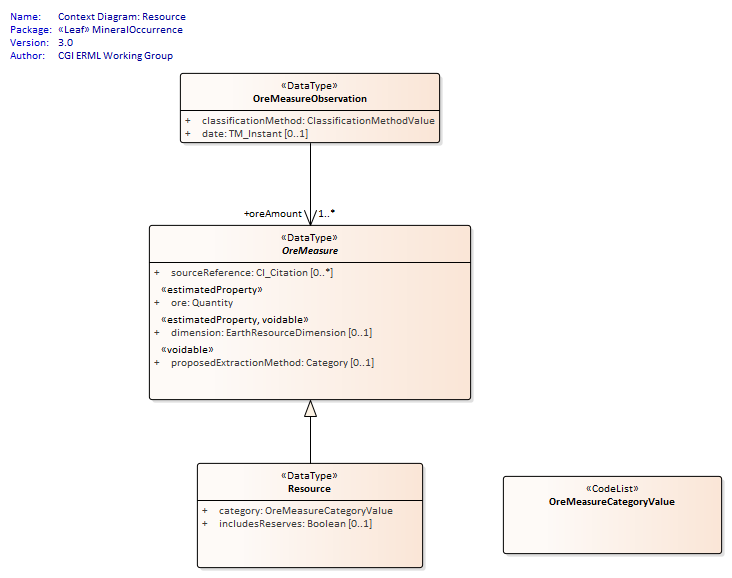 Name: Context Diagram: Resource
Package: «Leaf» MineralOccurrence
Version: 3.0
Author: CGI ERML Working Group
«DataType»
OreMeasureObservation
+ classificationMethod: ClassificationMethodValue
+ date: TM_Instant [0..1]
+oreAmount 1..*
«DataType»
OreMeasure
+ sourceReference: CI_Citation [0..*]
«estimatedProperty»
+ ore: Quantity
«estimatedProperty, voidable»
+ dimension: EarthResourceDimension [0..1]
«voidable»
+ proposedExtractionMethod: Category [0..1]
«DataType»
Resource
+ category: OreMeasureCategoryValue
+ includesReserves: Boolean [0..1]
«CodeList»
OreMeasureCategoryValue